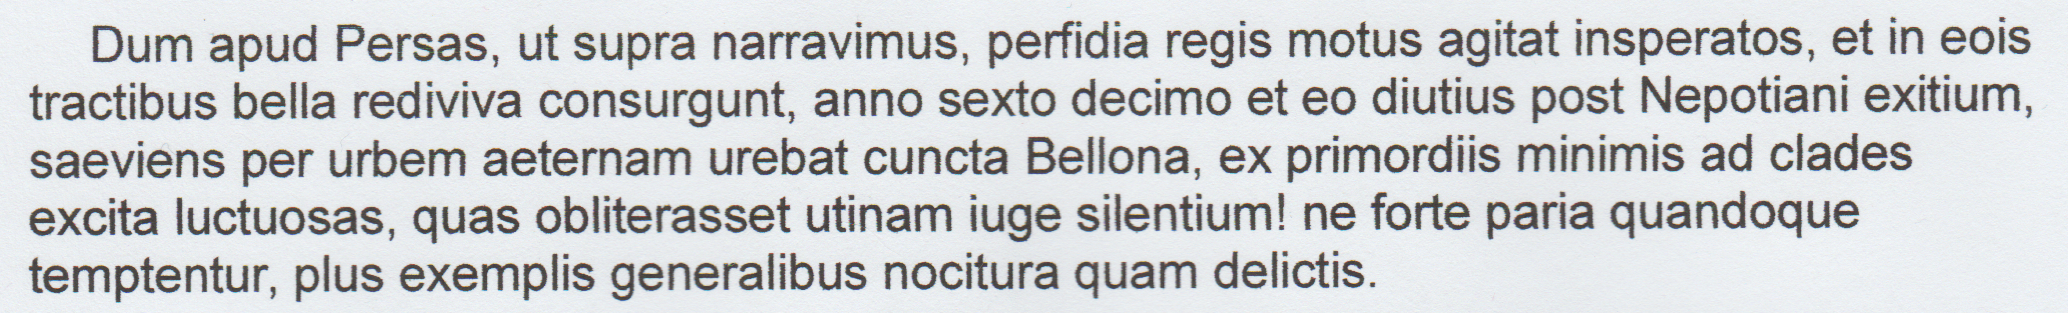 Dum apud Persas, ut supra narravimus, perfidia regis motus agitat insperatos, et in eois
tractibus bella rediviva consurgunt, anno sexto decimo et eo diutius post Nepotiani exitium,
saeviens per urbem aeternam urebat cuncta Bellona, ex primordiis minimis ad clades
excita luctuosas, quas obliterasset utinam iuge silentium! ne forte paria quandoque
temptentur, plus exemplis generalibus nocitura quam delictis.